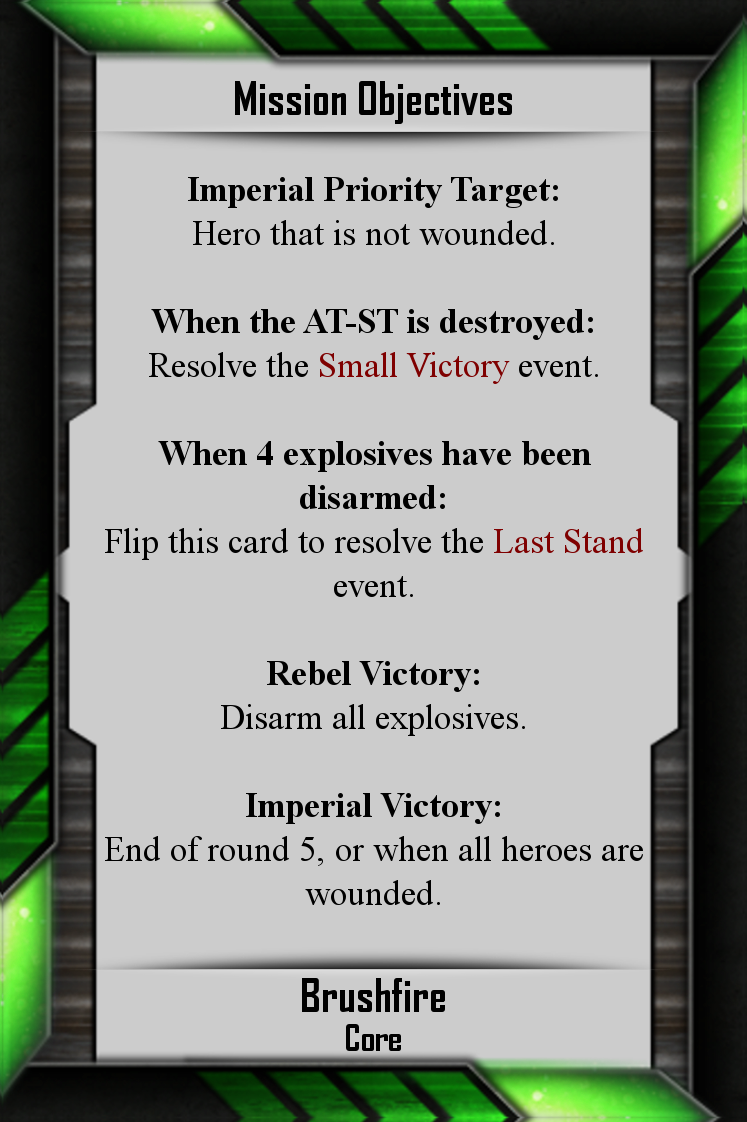 Mission Objectives
Imperial Priority Target:
Hero that is not wounded.
When the AT-ST is destroyed:
Resolve the Small Victory event.
When 4 explosives have been
disarmed:
Flip this card to resolve the Last Stand
event.
Rebel Victory:
Disarm all explosives.
Imperial Victory:
End of round 5, or when all heroes are
wounded.
Brushfire
Core